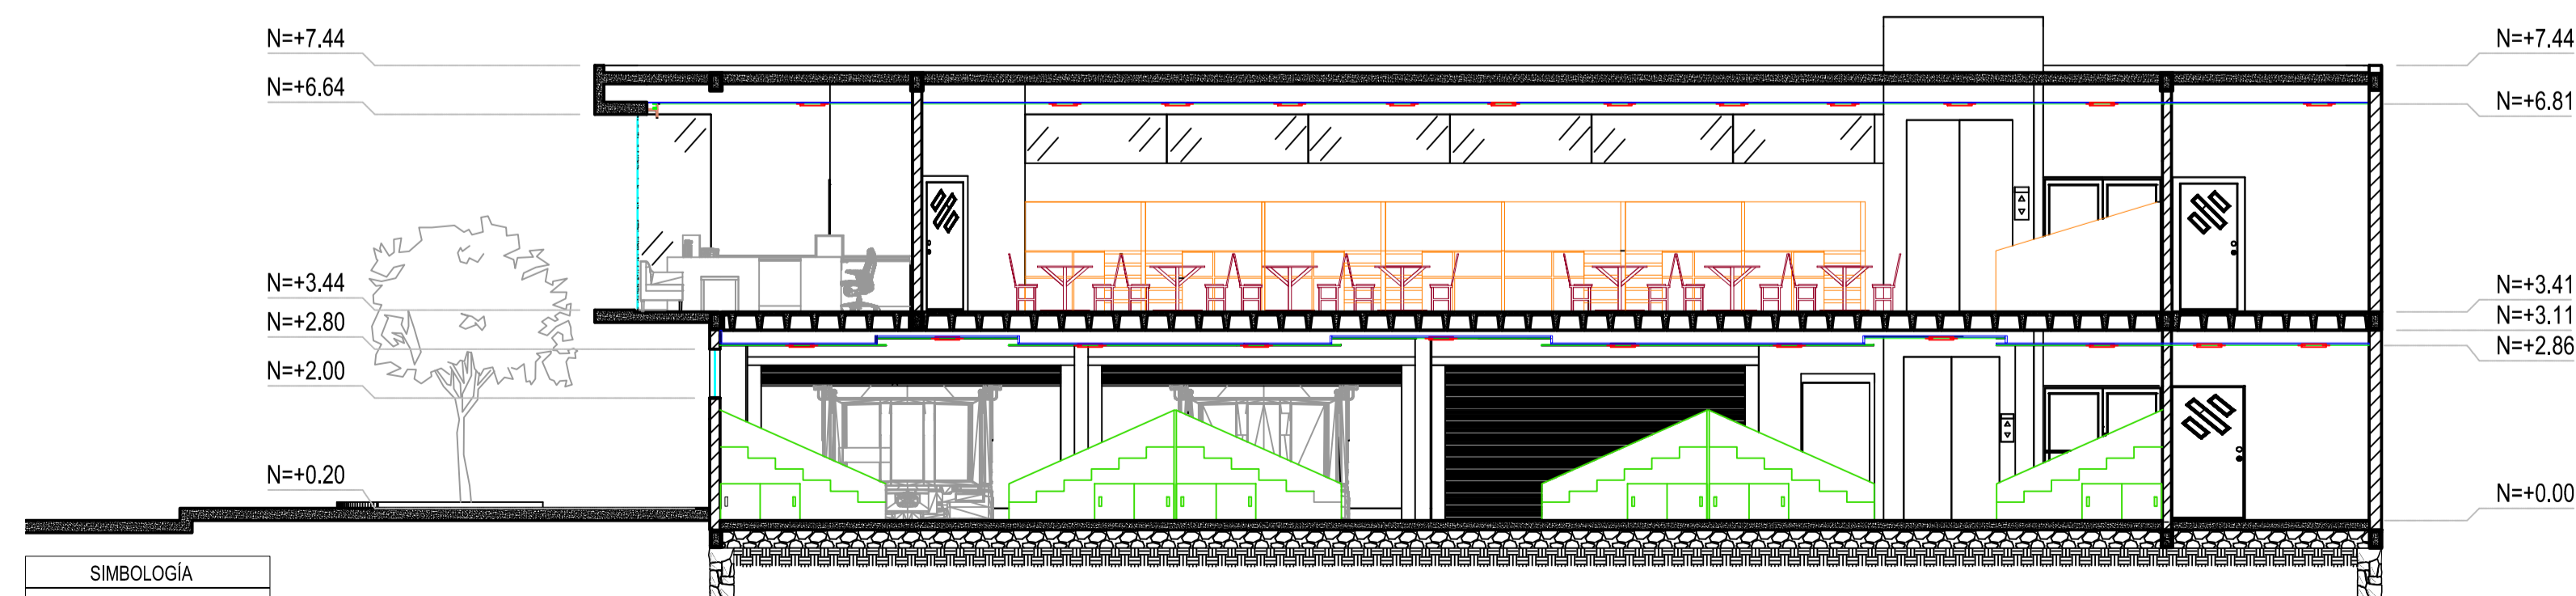 N=+7.44
N=+7.44
N=+6.64
N=+6.81
N=+3.44
N=+3.41
N=+2.80
N=+3.11
N=+2.86
N=+2.00
N=+0.20
N=+0.00
SIMBOLOGÍA